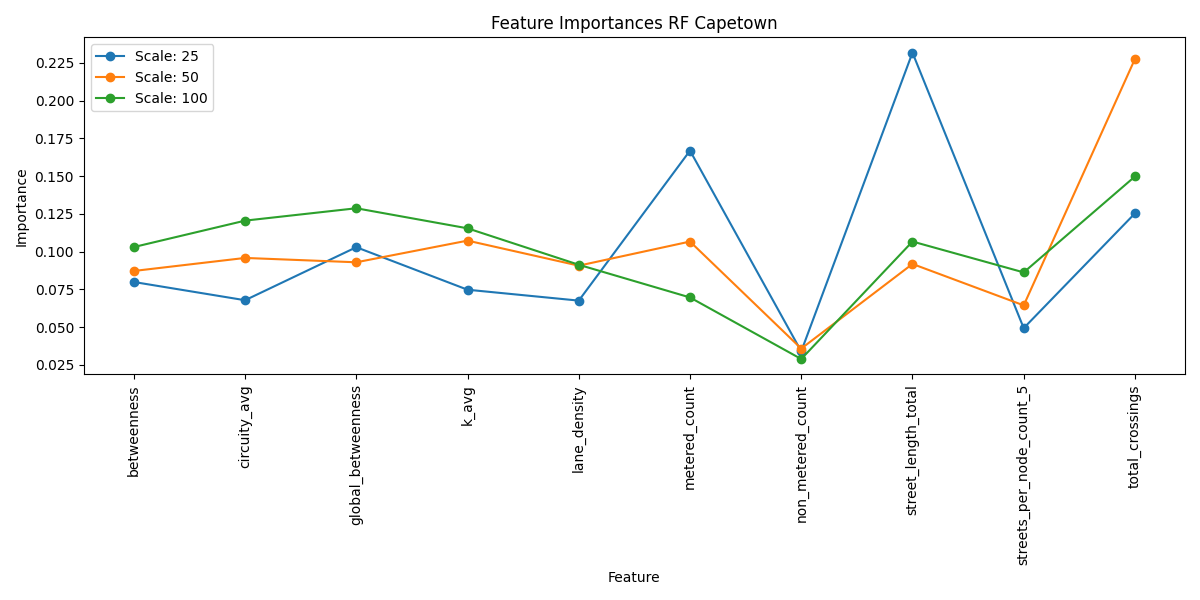 Feature Importances RF Capetown
Scale: 25
Scale: 50
Scale: 100
Importance
0.225
0.200
0.175
0.150
0.125
0.100
0.075
0.050
0.025
betweenness
circuity_avg
global_betweenness
k_avg
lane_density
metered_count
non_metered_count
street_length_total
streets_per_node_count_5
total_crossings
Feature